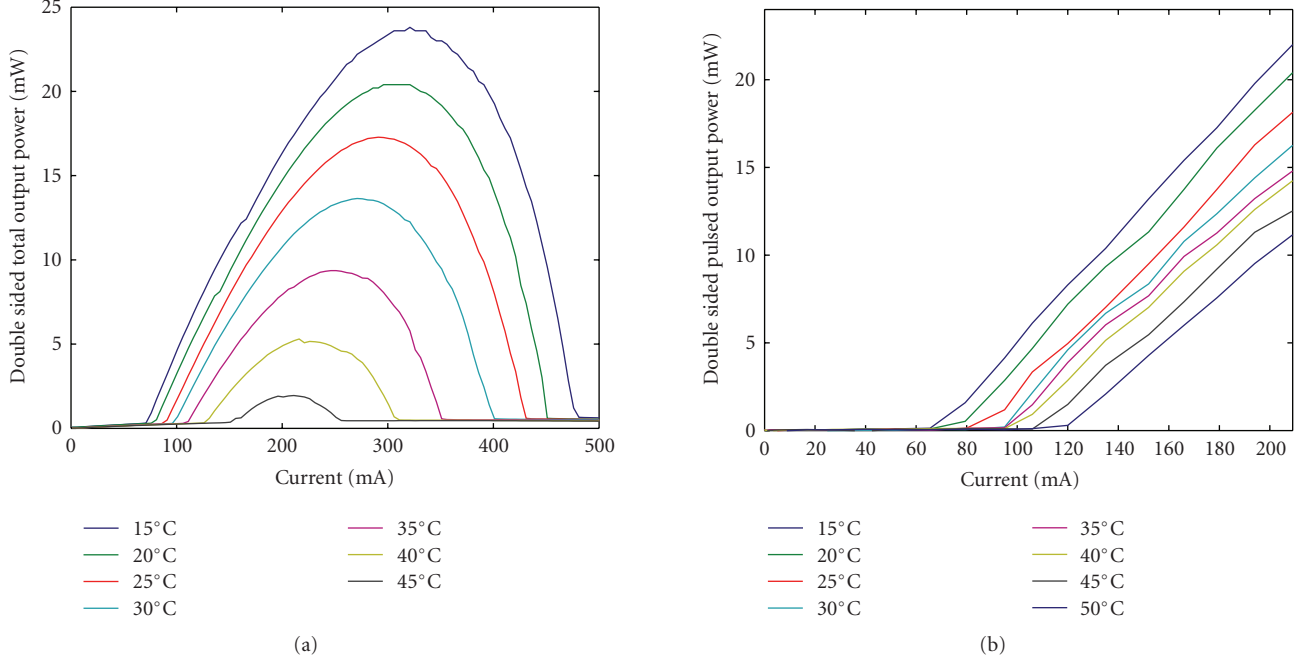 Double sided total output power (mW)
25
20
15
10
5
0
0 100 200 300 400 500
Current (mA)
15°C
20°C
25°C
30°C
35°C
40°C
45°C
(a)
Double sided pulsed output power (mW)
20
15
10
5
0
0 20 40 60 80 100 120 140 160 180 200
Current (mA)
15°C
20°C
25°C
30°C
35°C
40°C
45°C
50°C
(b)